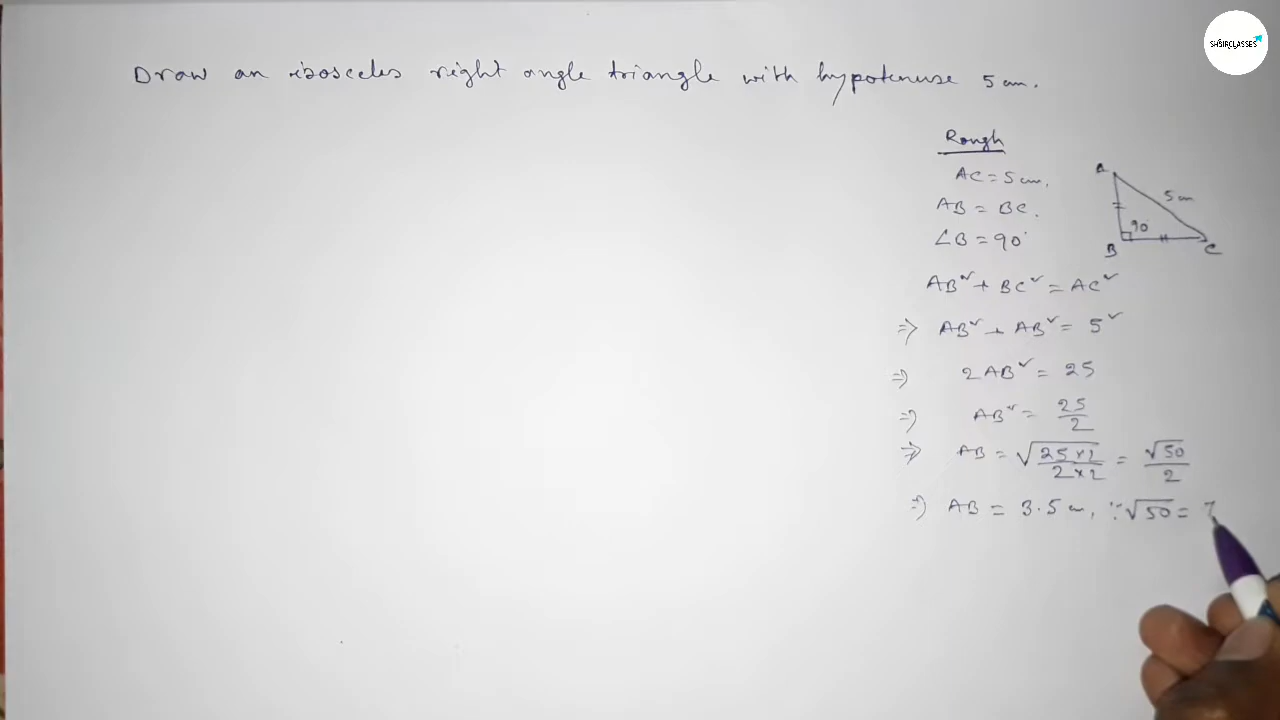 SHSIRCLASSES
Draw an isosceles right angle triangle with hypotenuse 5 cm.
Rough
AC = 5 cm,
AB = BC.
∠B = 90°
A
5 cm
90°
B
C
AB² + BC² = AC²
⇒ AB² + AB² = 5²
⇒ 2AB² = 25
⇒ AB² = 25/2
⇒ AB = √(25×2/2×2) = √50/2
⇒ AB = 3.5 cm, ∵ √50 = 7